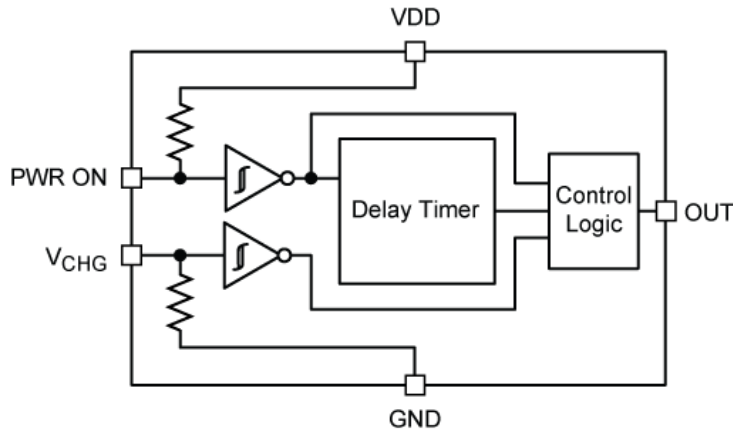 VDD
PWR ON
Delay Timer
Control
Logic
OUT
VCHG
GND